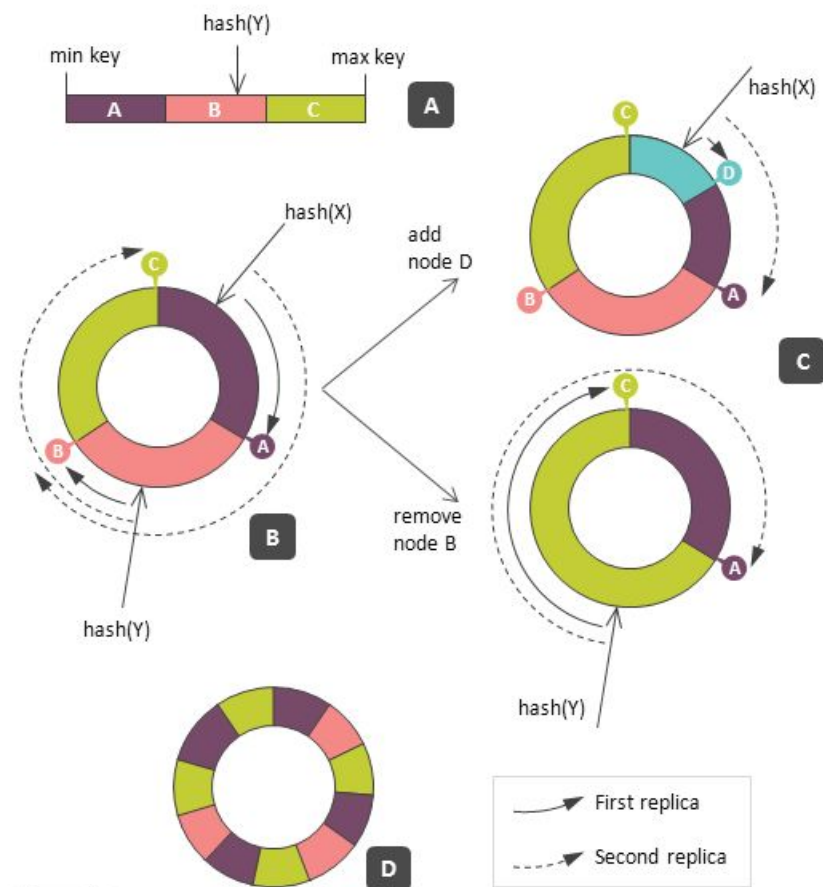 hash(Y)
min key
max key
A
B
C
A
hash(X)
C
D
A
B
add
node D
C
hash(X)
C
A
B
B
hash(Y)
remove
node B
C
A
hash(Y)
D
First replica
Second replica